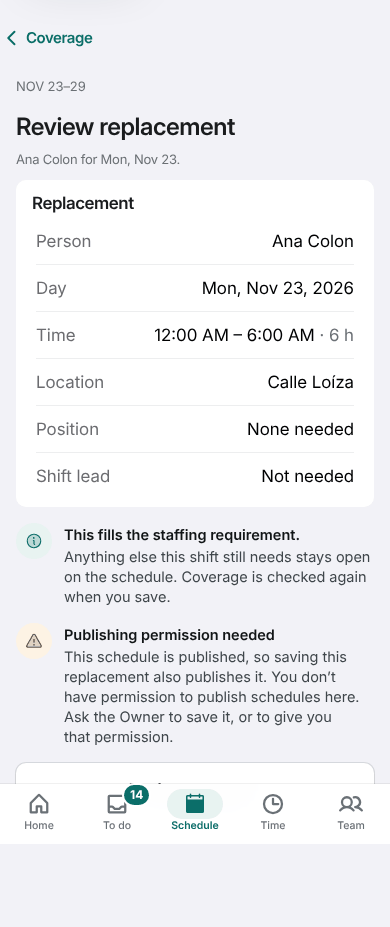 Coverage
NOV 23–29
Review replacement
Ana Colon for Mon, Nov 23.
Replacement
Person Ana Colon
Day Mon, Nov 23, 2026
Time 12:00 AM – 6:00 AM · 6 h
Location Calle Loíza
Position None needed
Shift lead Not needed
This fills the staffing requirement.
Anything else this shift still needs stays open
on the schedule. Coverage is checked again
when you save.
Publishing permission needed
This schedule is published, so saving this
replacement also publishes it. You don’t
have permission to publish schedules here.
Ask the Owner to save it, or to give you
that permission.
14
Home To do Schedule Time Team